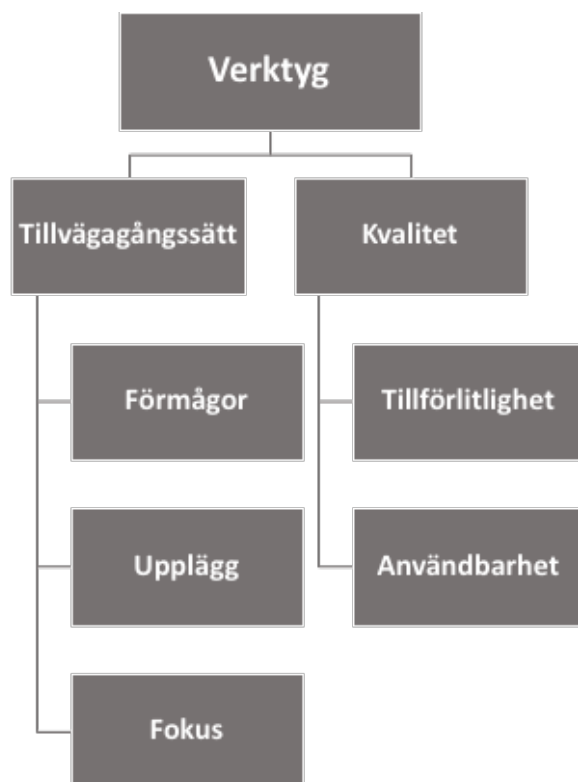 Verktyg
Tillvägagångssätt
Kvalitet
Förmågor
Tillförlitlighet
Upplägg
Användbarhet
Fokus